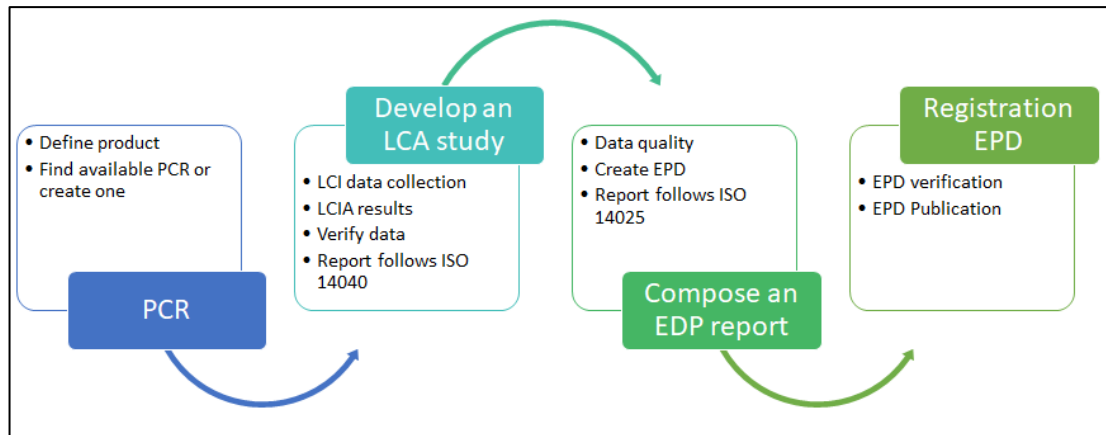 • Define product
• Find available PCR or
create one
PCR
Develop an
LCA study
• LCI data collection
• LCIA results
• Verify data
• Report follows ISO
14040
• Data quality
• Create EPD
• Report follows ISO
14025
Compose an
EDP report
Registration
EPD
• EPD verification
• EPD Publication